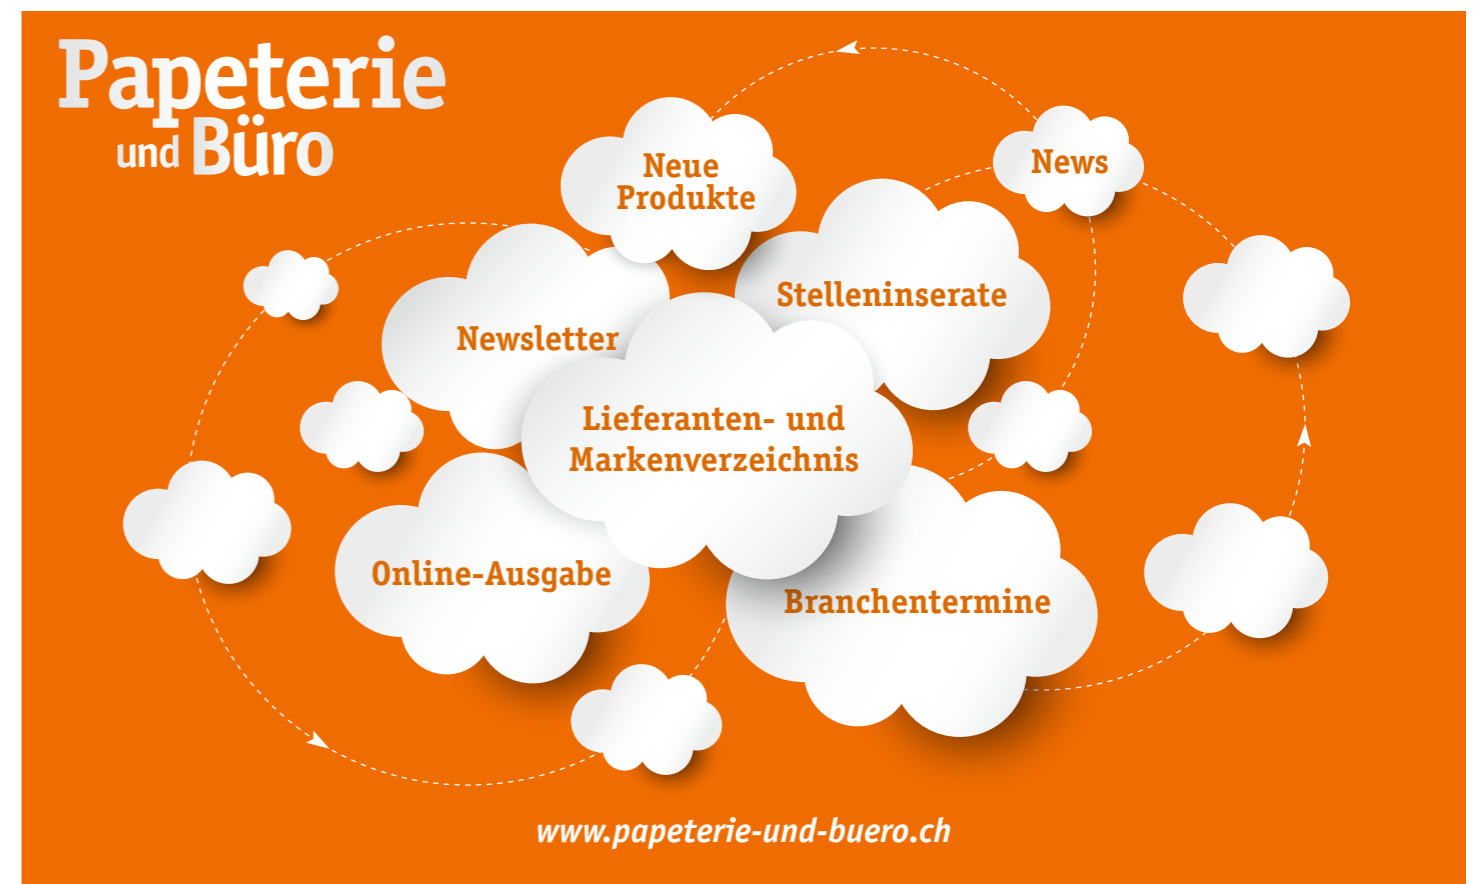 Papeterie
und Büro
Neue
Produkte
News
Stelleninserate
Newsletter
Lieferanten- und
Markenverzeichnis
Online-Ausgabe
Branchentermine
www.papeterie-und-buero.ch